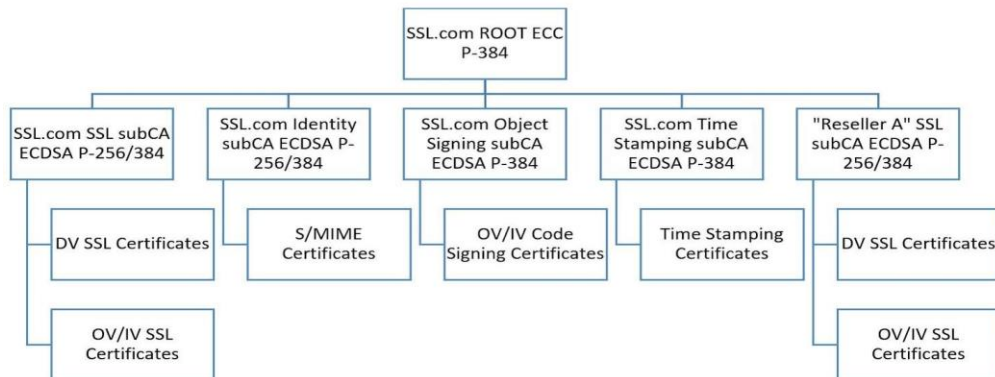 SSL.com ROOT ECC
P-384
SSL.com SSL subCA
ECDSA P-256/384
SSL.com Identity
subCA ECDSA P-
256/384
SSL.com Object
Signing subCA
ECDSA P-384
SSL.com Time
Stamping subCA
ECDSA P-384
"Reseller A" SSL
subCA ECDSA P-
256/384
DV SSL Certificates
S/MIME
Certificates
OV/IV Code
Signing Certificates
Time Stamping
Certificates
DV SSL Certificates
OV/IV SSL
Certificates
OV/IV SSL
Certificates